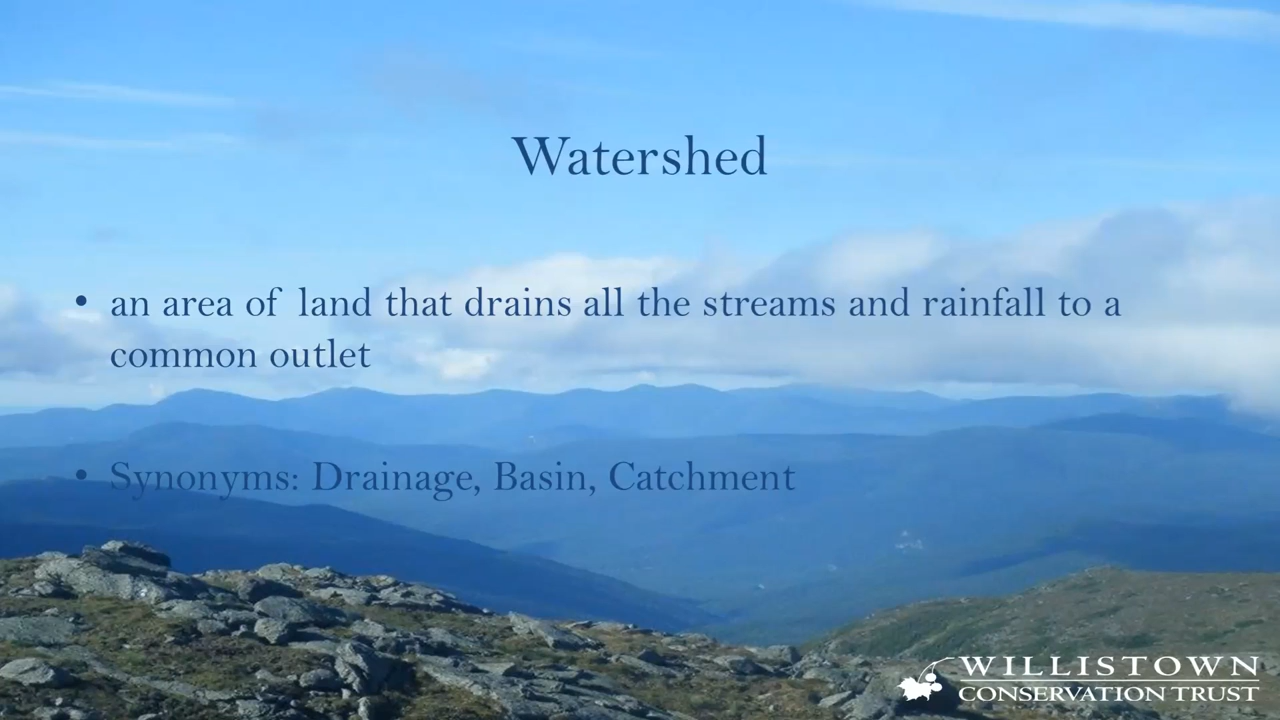 Watershed
• an area of land that drains all the streams and rainfall to a
common outlet
• Synonyms: Drainage, Basin, Catchment
WILLISTOWN
CONSERVATION TRUST